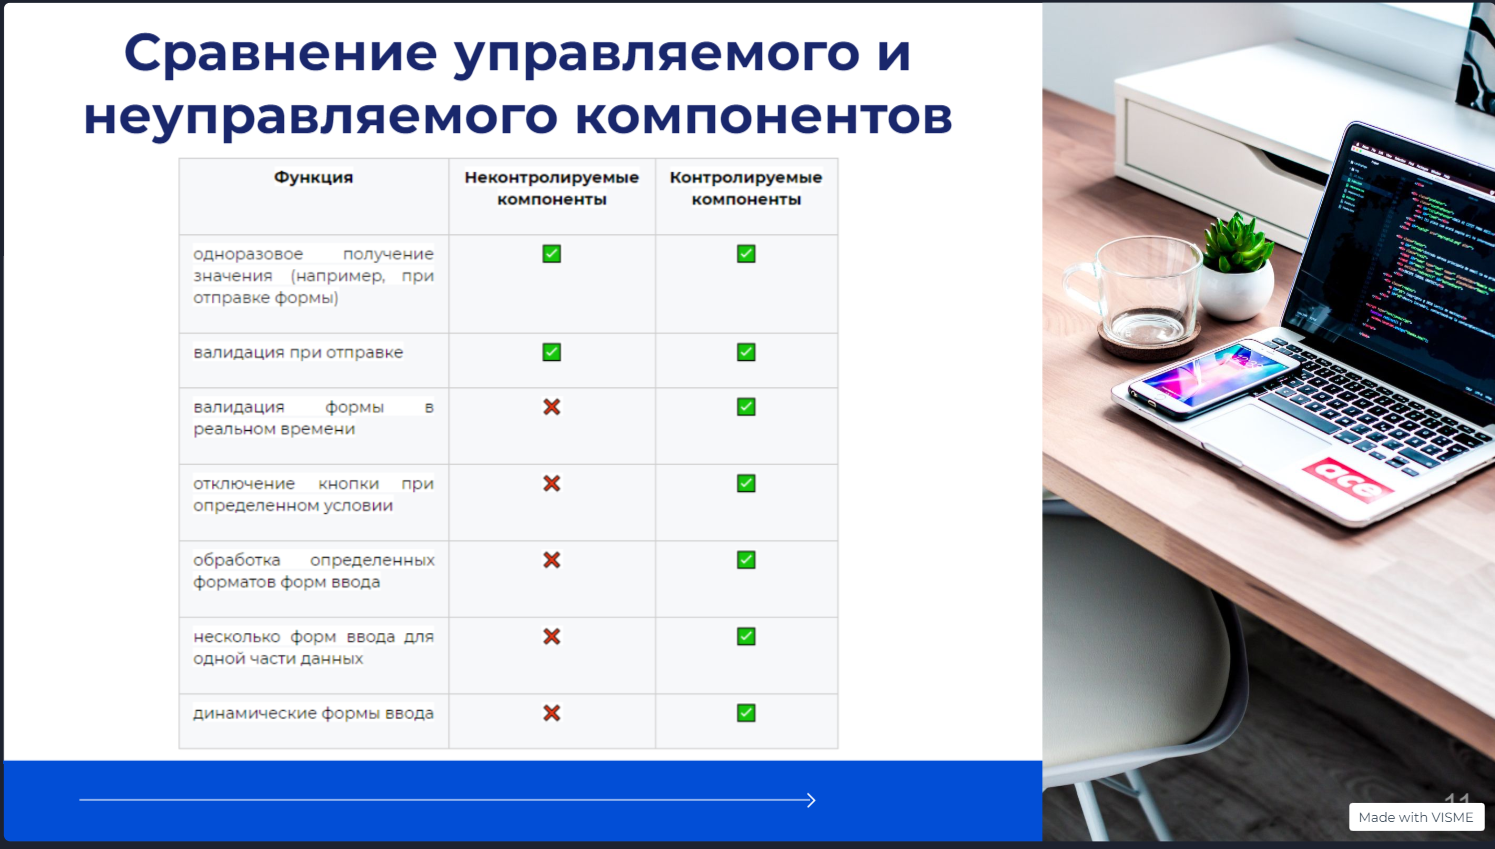 Сравнение управляемого и
неуправляемого компонентов
Функция
Неконтролируемые
компоненты
Контролируемые
компоненты
одноразовое получение
значения (например, при
отправке формы)
валидация при отправке
валидация формы в
реальном времени
отключение кнопки при
определенном условии
обработка определенных
форматов форм ввода
несколько форм ввода для
одной части данных
динамические формы ввода
ace
11
Made with VISME